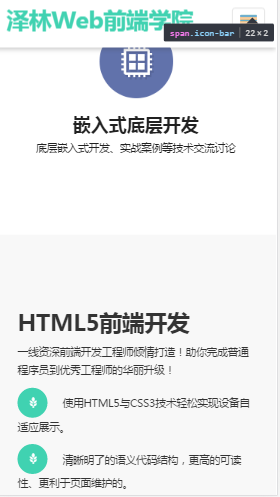 泽林Web前端学院
span.icon-bar | 22×2
嵌入式底层开发
底层嵌入式开发、实战案例等技术交流讨论
HTML5前端开发
一线资深前端开发工程师倾情打造！助你完成普通
程序员到优秀工程师的华丽升级！
使用HTML5与CSS3技术轻松实现设备自
适应展示。
清晰明了的语义代码结构，更高的可读
性、更利于页面维护的。